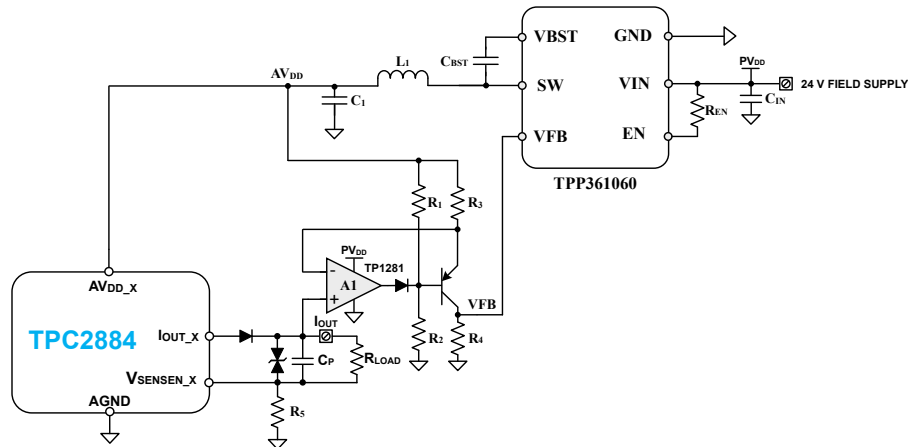 VBST
GND
L1
CBST
AVDD
PVDD
SW
VIN
24 V FIELD SUPPLY
C1
CIN
REN
VFB
EN
TPP361060
R1
R3
PVDD
TP1281
-
A1
+
AVDD_X
VFB
IOUT
TPC2884
IOUT_X
R2
R4
CP
RLOAD
VSENSEN_X
AGND
R5